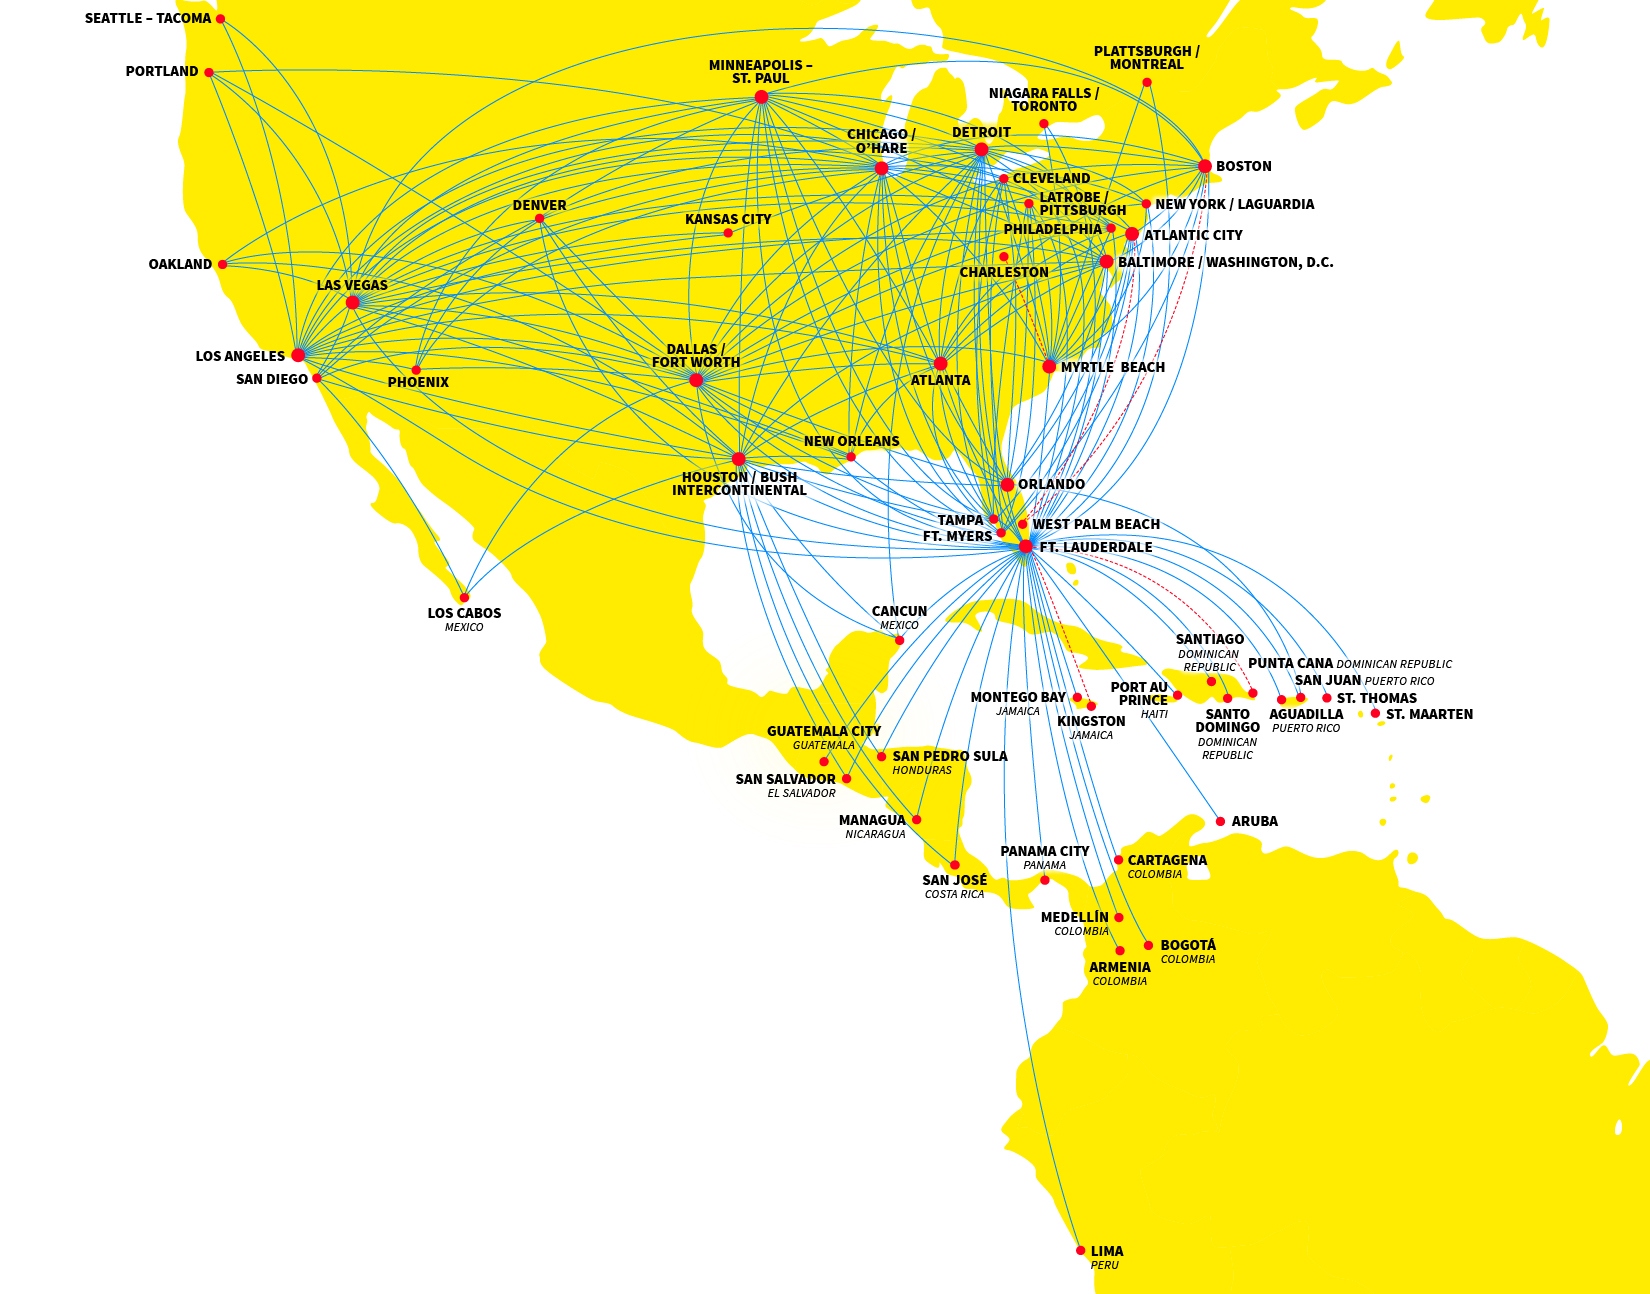 SEATTLE – TACOMA
PORTLAND
MINNEAPOLIS –
ST. PAUL
PLATTSBURGH /
MONTREAL
NIAGARA FALLS /
TORONTO
CHICAGO /
O'HARE
DETROIT
BOSTON
CLEVELAND
LATROBE /
PITTSBURGH
NEW YORK / LAGUARDIA
DENVER
KANSAS CITY
PHILADELPHIA
ATLANTIC CITY
OAKLAND
CHARLESTON
BALTIMORE / WASHINGTON, D.C.
LAS VEGAS
LOS ANGELES
SAN DIEGO
PHOENIX
DALLAS /
FORT WORTH
ATLANTA
MYRTLE BEACH
NEW ORLEANS
HOUSTON / BUSH
INTERCONTINENTAL
ORLANDO
TAMPA
WEST PALM BEACH
FT. MYERS
FT. LAUDERDALE
LOS CABOS
MEXICO
CANCUN
MEXICO
SANTIAGO
DOMINICAN
REPUBLIC
PUNTA CANA DOMINICAN REPUBLIC
SAN JUAN PUERTO RICO
MONTEGO BAY
JAMAICA
PORT AU
PRINCE
HAITI
ST. THOMAS
KINGSTON
JAMAICA
SANTO
DOMINGO
DOMINICAN
REPUBLIC
AGUADILLA
PUERTO RICO
ST. MAARTEN
GUATEMALA CITY
GUATEMALA
SAN PEDRO SULA
HONDURAS
SAN SALVADOR
EL SALVADOR
MANAGUA
NICARAGUA
ARUBA
PANAMA CITY
PANAMA
CARTAGENA
COLOMBIA
SAN JOSÉ
COSTA RICA
MEDELLÍN
COLOMBIA
BOGOTÁ
COLOMBIA
ARMENIA
COLOMBIA
LIMA
PERU